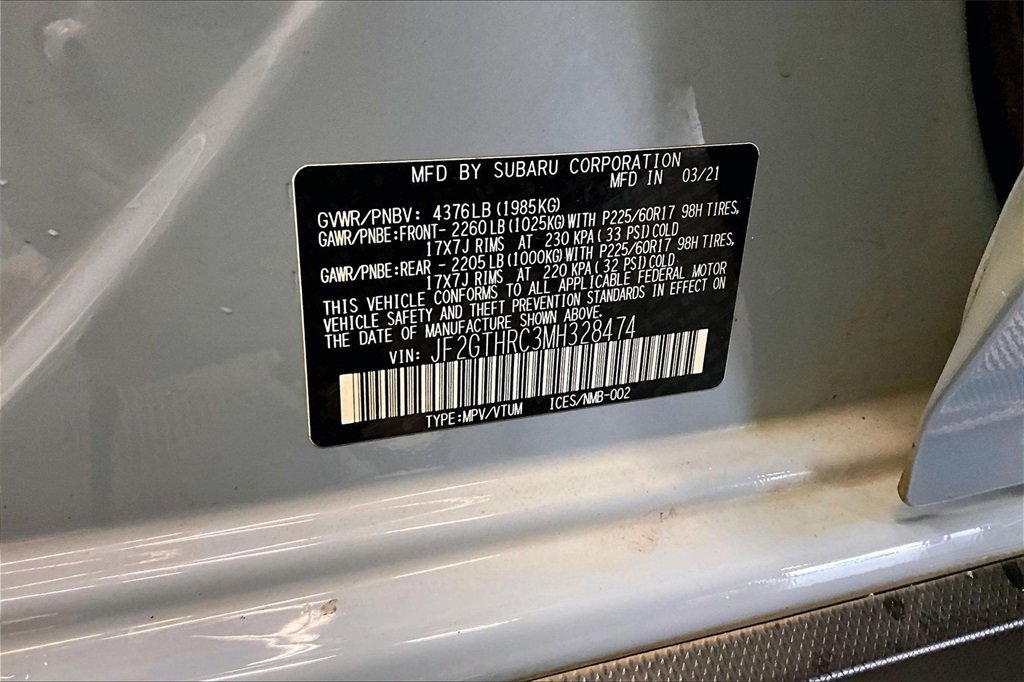 MFD BY SUBARU CORPORATION
MFD IN 03/21
GVWR/PNBV: 4376LB (1985KG)
GAWR/PNBE:FRONT- 2260LB (1025KG) WITH P225/60R17 98H TIRES,
17X7J RIMS AT 230 KPA (33 PSI) COLD
GAWR/PNBE:REAR - 2205LB (1000KG) WITH P225/60R17 98H TIRES,
17X7J RIMS AT 220 KPA (32 PSI) COLD
THIS VEHICLE CONFORMS TO ALL APPLICABLE FEDERAL MOTOR
VEHICLE SAFETY AND THEFT PREVENTION STANDARDS IN EFFECT ON
THE DATE OF MANUFACTURE SHOWN ABOVE.
VIN: JF2GTHRC3MH328474
TYPE:MPV/VTUM ICES/NMB-002